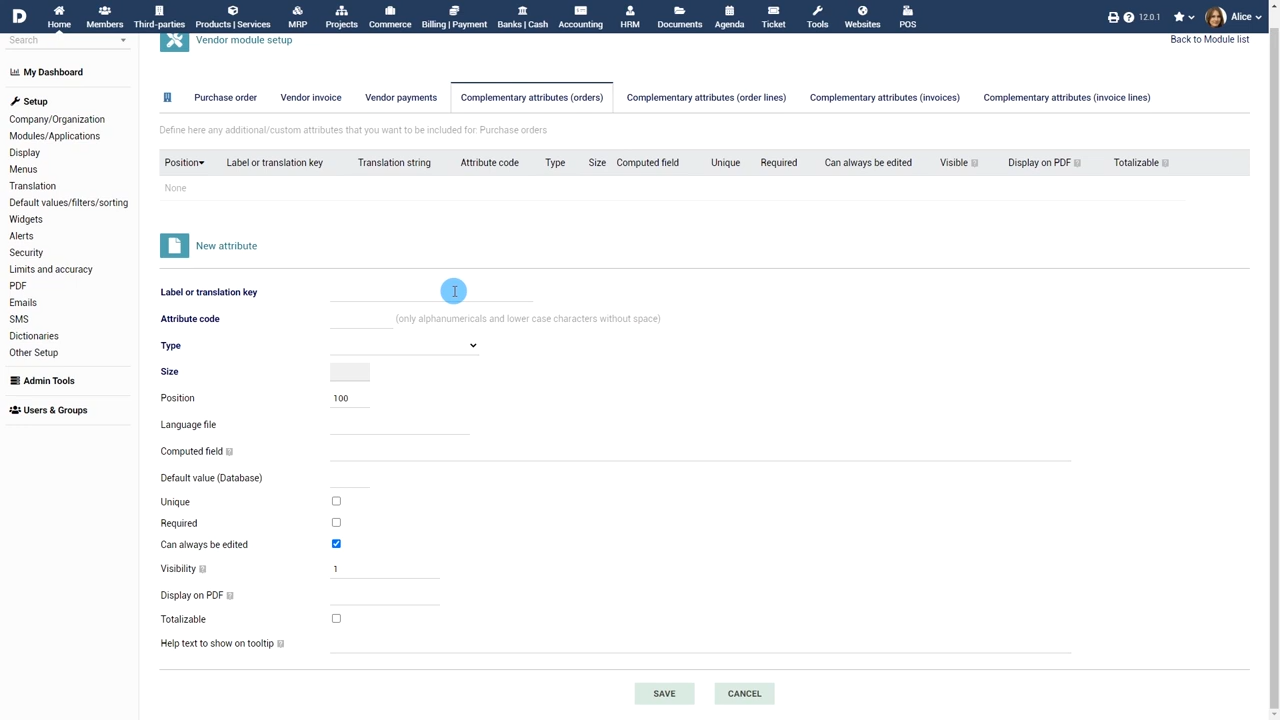 Home Members Third-parties Products | Services MRP Projects Commerce Billing | Payment Banks | Cash Accounting HRM Documents Agenda Ticket Tools Websites POS 12.0.1 Alice
Search
Vendor module setup
Back to Module list
My Dashboard
Setup
Company/Organization
Modules/Applications
Display
Menus
Translation
Default values/filters/sorting
Widgets
Alerts
Security
Limits and accuracy
PDF
Emails
SMS
Dictionaries
Other Setup
Admin Tools
Users & Groups
Purchase order Vendor invoice Vendor payments Complementary attributes (orders) Complementary attributes (order lines) Complementary attributes (invoices) Complementary attributes (invoice lines)
Define here any additional/custom attributes that you want to be included for: Purchase orders
Position Label or translation key Translation string Attribute code Type Size Computed field Unique Required Can always be edited Visible Display on PDF Totalizable
None
New attribute
Label or translation key
Attribute code (only alphanumericals and lower case characters without space)
Type
Size
Position 100
Language file
Computed field
Default value (Database)
Unique
Required
Can always be edited
Visibility 1
Display on PDF
Totalizable
Help text to show on tooltip
SAVE CANCEL